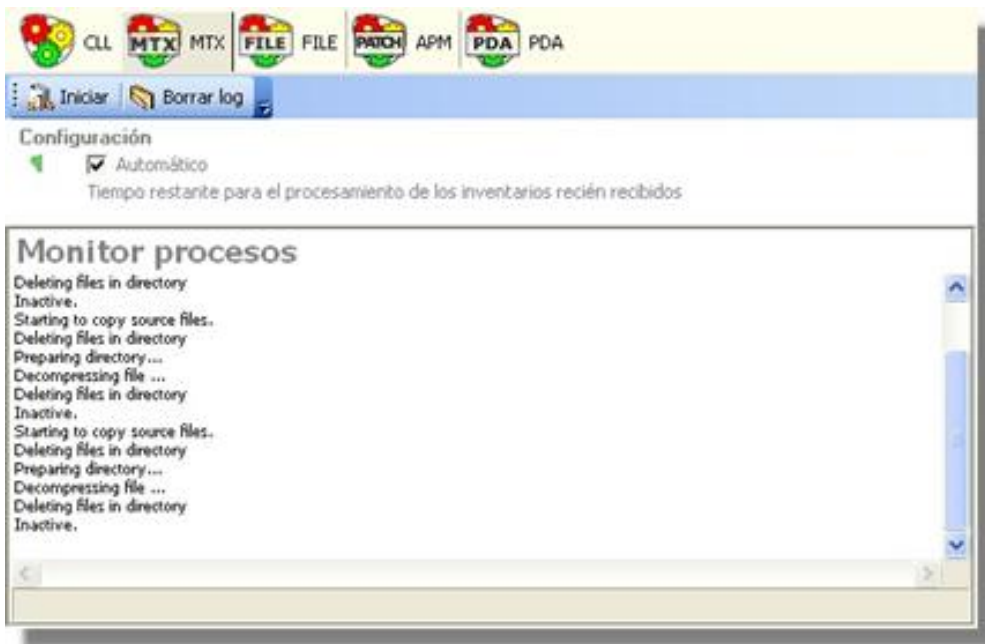 CLL MTX MTX FILE FILE PATCH APM PDA PDA
Iniciar Borrar log
Configuración
Automático
Tiempo restante para el procesamiento de los inventarios recién recibidos
Monitor procesos
Deleting files in directory
Inactive.
Starting to copy source files.
Deleting files in directory
Preparing directory...
Decompressing file ...
Deleting files in directory
Inactive.
Starting to copy source files.
Deleting files in directory
Preparing directory...
Decompressing file ...
Deleting files in directory
Inactive.